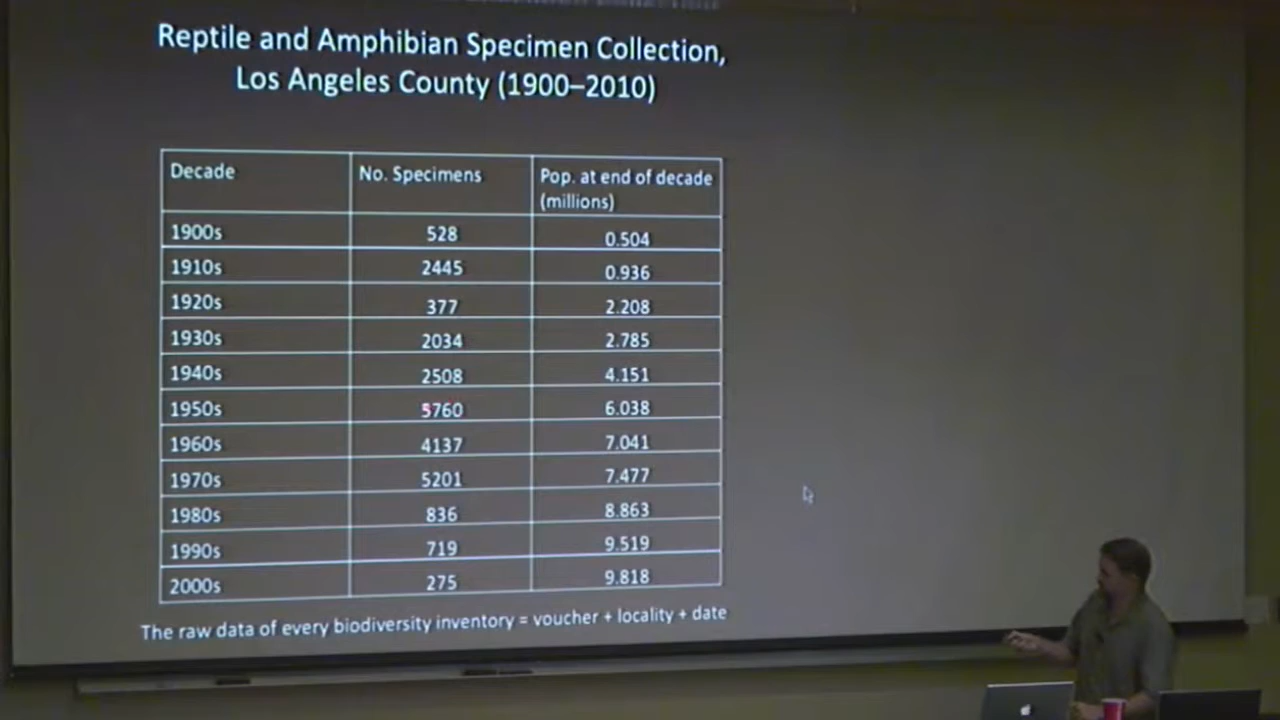 Reptile and Amphibian Specimen Collection,
Los Angeles County (1900–2010)
Decade No. Specimens Pop. at end of decade
(millions)
1900s 528 0.504
1910s 2445 0.936
1920s 377 2.208
1930s 2034 2.785
1940s 2508 4.151
1950s 5760 6.038
1960s 4137 7.041
1970s 5201 7.477
1980s 836 8.863
1990s 719 9.519
2000s 275 9.818
The raw data of every biodiversity inventory = voucher + locality + date